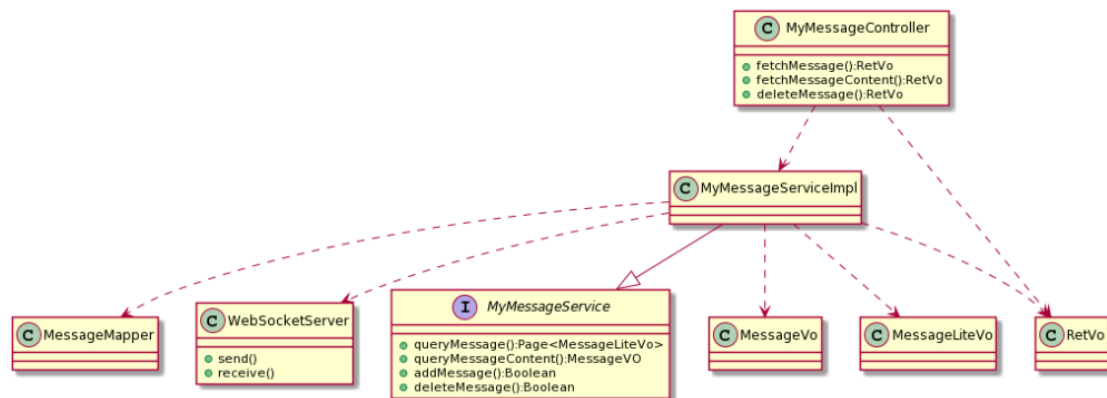 C MyMessageController
fetchMessage():RetVo
fetchMessageContent():RetVo
deleteMessage():RetVo
C MyMessageServiceImpl
C MessageMapper
C WebSocketServer
send()
receive()
I MyMessageService
queryMessage():Page<MessageLiteVo>
queryMessageContent():MessageVO
addMessage():Boolean
deleteMessage():Boolean
C MessageVo
C MessageLiteVo
C RetVo